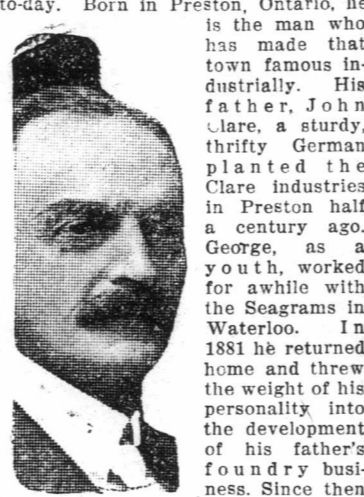 to-day. Born in Preston, Ontario, he
is the man who
has made that
town famous in-
dustrially. His
father, John
Clare, a sturdy,
thrifty German
planted the
Clare industries
in Preston half
a century ago.
George, as a
youth, worked
for awhile with
the Seagrams in
Waterloo. In
1881 he returned
home and threw
the weight of his
personality into
the development
of his father's
foundry busi-
ness. Since then